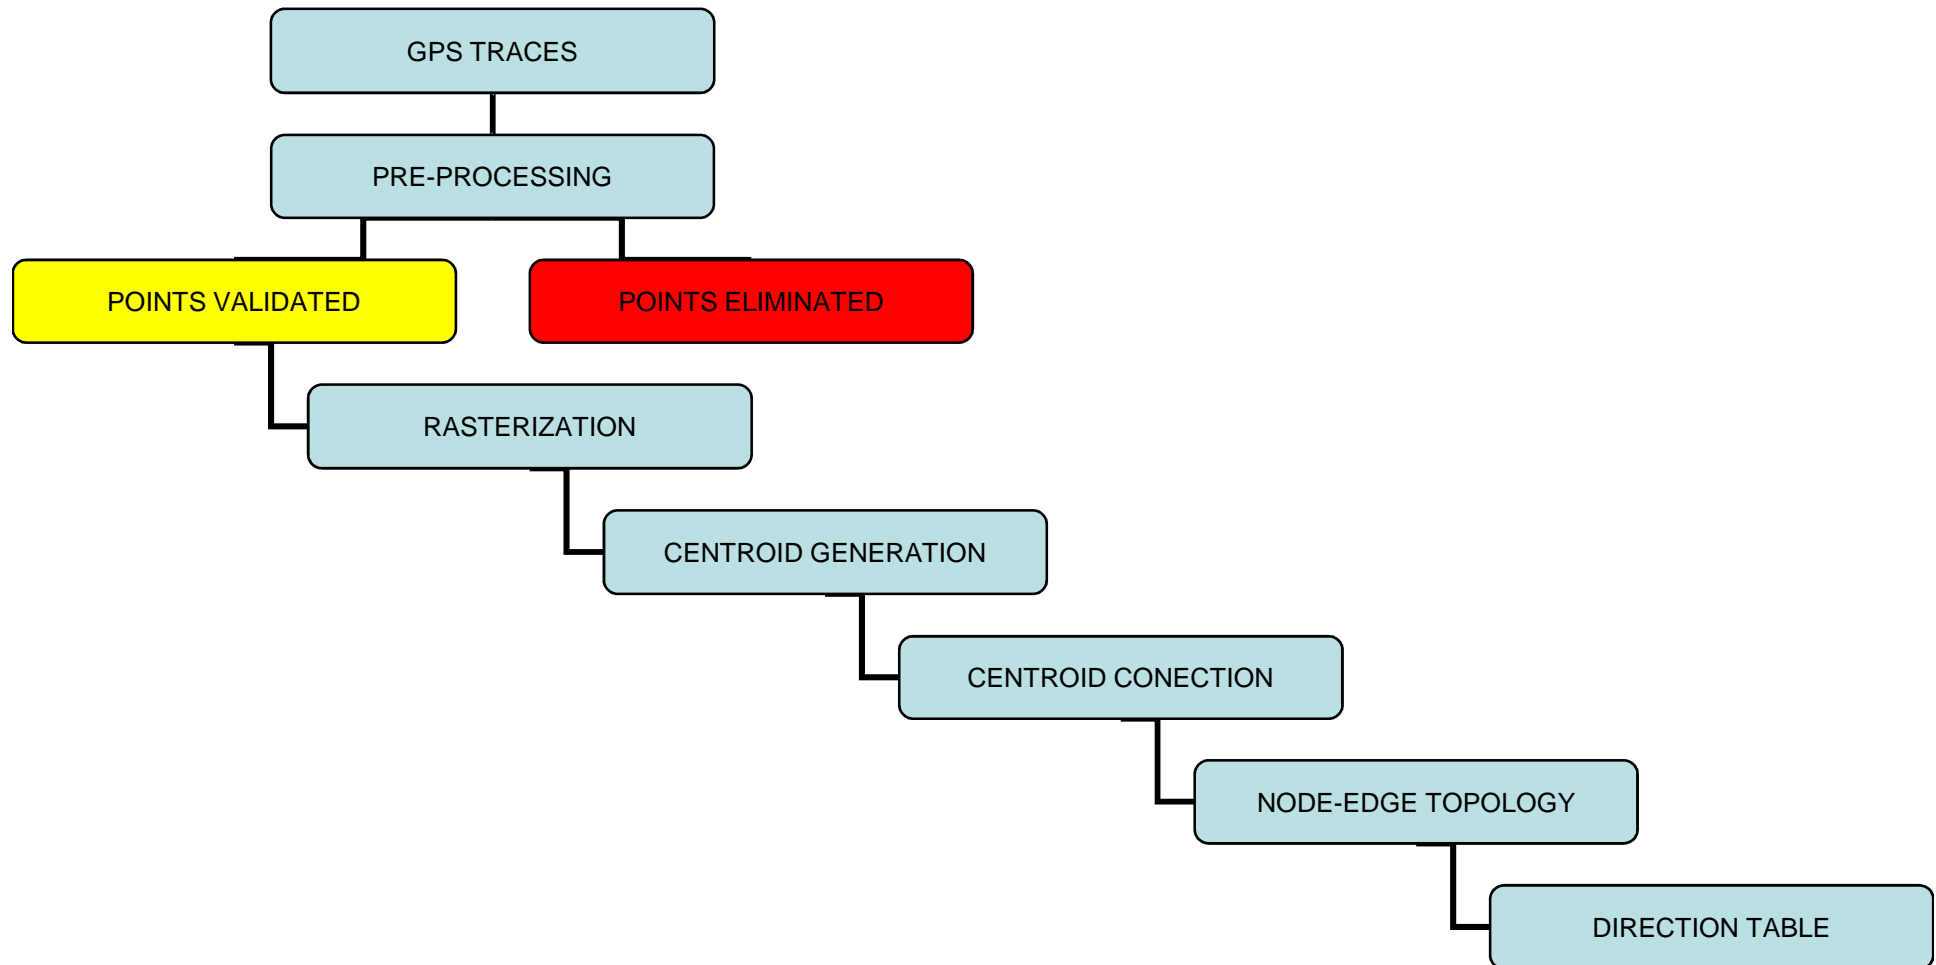 GPS TRACES
PRE-PROCESSING
POINTS VALIDATED
POINTS ELIMINATED
RASTERIZATION
CENTROID GENERATION
CENTROID CONECTION
NODE-EDGE TOPOLOGY
DIRECTION TABLE